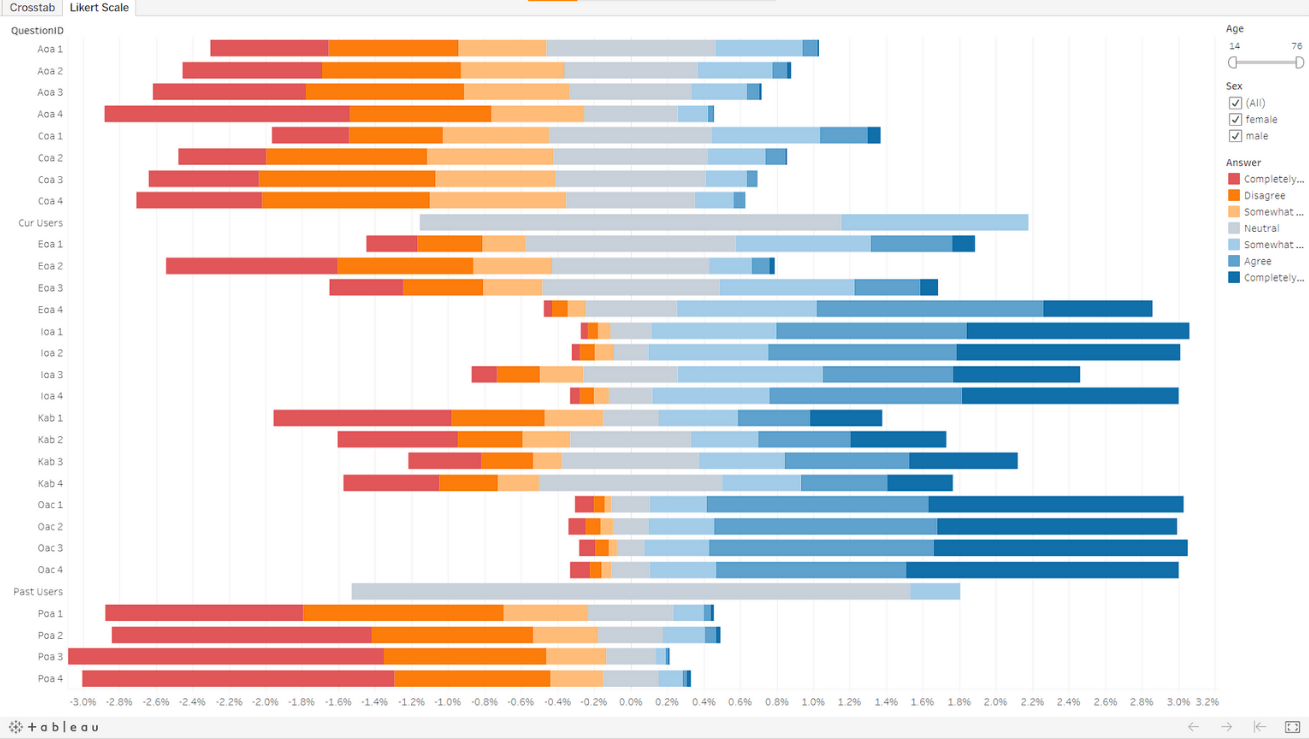 Crosstab Likert Scale
QuestionID
Aoa 1
Aoa 2
Aoa 3
Aoa 4
Coa 1
Coa 2
Coa 3
Coa 4
Cur Users
Eoa 1
Eoa 2
Eoa 3
Eoa 4
Ioa 1
Ioa 2
Ioa 3
Ioa 4
Kab 1
Kab 2
Kab 3
Kab 4
Oac 1
Oac 2
Oac 3
Oac 4
Past Users
Poa 1
Poa 2
Poa 3
Poa 4
-3.0% -2.8% -2.6% -2.4% -2.2% -2.0% -1.8% -1.6% -1.4% -1.2% -1.0% -0.8% -0.6% -0.4% -0.2% 0.0% 0.2% 0.4% 0.6% 0.8% 1.0% 1.2% 1.4% 1.6% 1.8% 2.0% 2.2% 2.4% 2.6% 2.8% 3.0% 3.2%
Age
14 76
Sex
(All)
female
male
Answer
Completely...
Disagree
Somewhat ...
Neutral
Somewhat ...
Agree
Completely...
+ableau